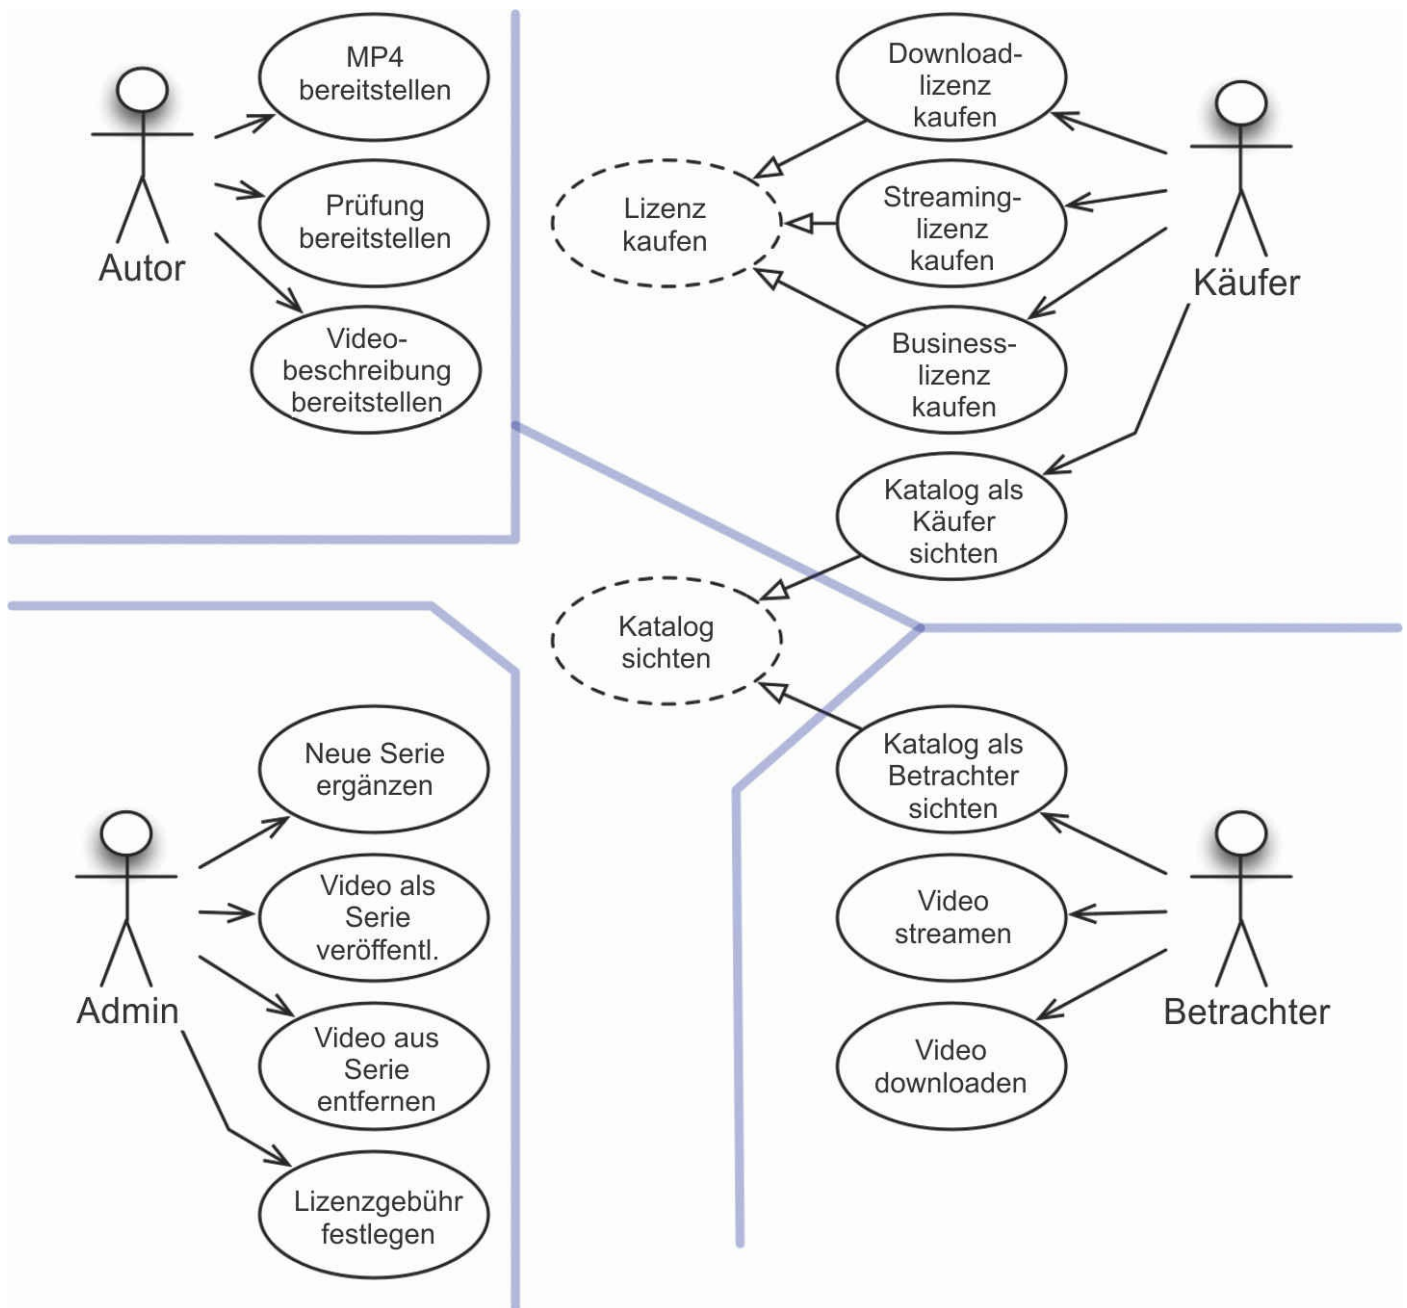 MP4
bereitstellen
Prüfung
bereitstellen
Video-
beschreibung
bereitstellen
Autor
Download-
lizenz
kaufen
Streaming-
lizenz
kaufen
Business-
lizenz
kaufen
Lizenz
kaufen
Käufer
Katalog als
Käufer
sichten
Katalog
sichten
Neue Serie
ergänzen
Video als
Serie
veröffentl.
Video aus
Serie
entfernen
Lizenzgebühr
festlegen
Admin
Katalog als
Betrachter
sichten
Video
streamen
Video
downloaden
Betrachter